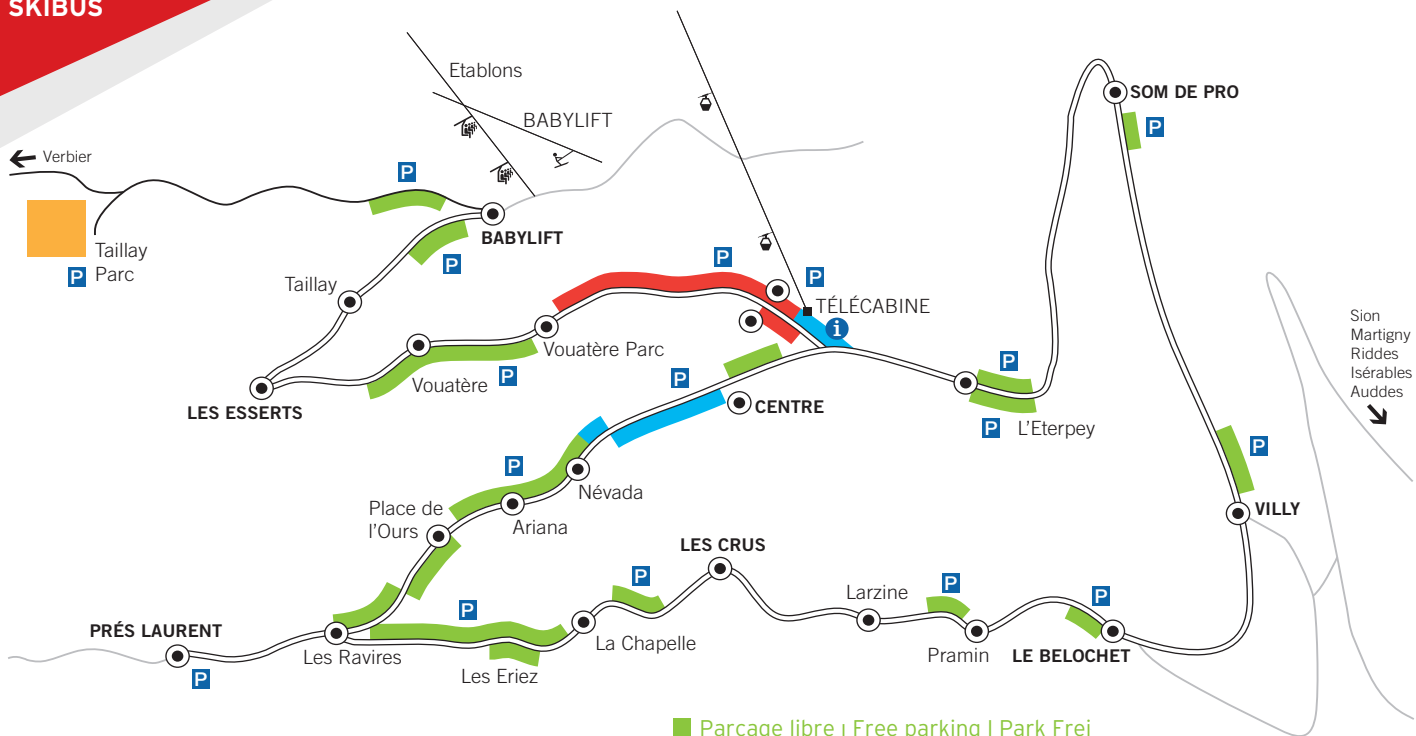 SKIBUS
Etablons
BABYLIFT
SOM DE PRO
P
Verbier
P
BABYLIFT
P
Taillay
Parc
P
Taillay
P
P
TÉLÉCABINE
i
Sion
Martigny
Riddes
Isérables
Auddes
Vouatère Parc
Vouatère
P
P
P
LES ESSERTS
CENTRE
L'Eterpey
P
P
P
Névada
Ariana
Place de
l'Ours
VILLY
LES CRUS
P
P
P
P
Larzine
PRÉS LAURENT
P
Les Ravires
La Chapelle
Les Eriez
Pramin
LE BELOCHET
Parcage libre | Free parking | Park Frei